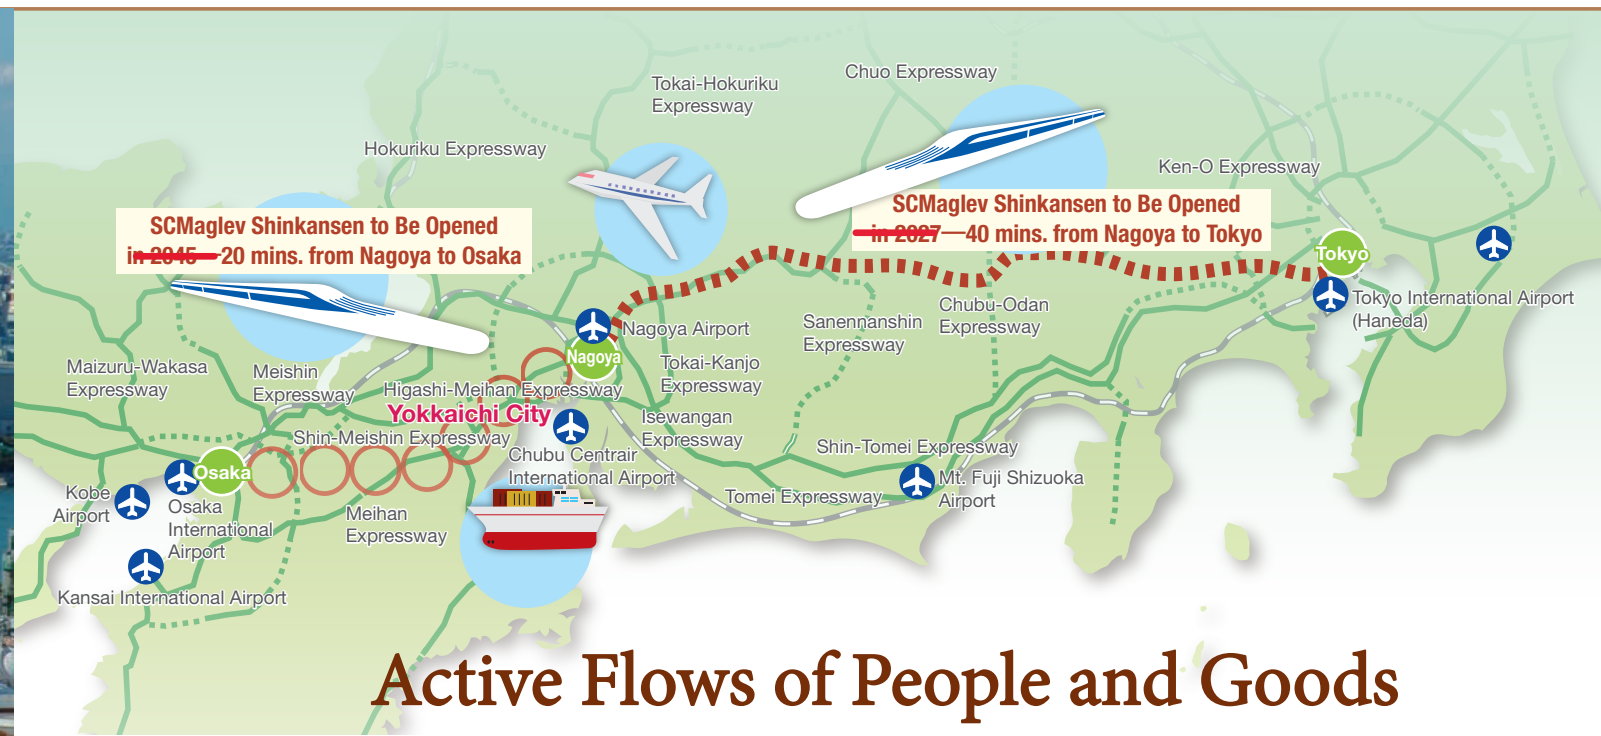 Chuo Expressway
Tokai-Hokuriku
Expressway
Hokuriku Expressway
Ken-O Expressway
SCMaglev Shinkansen to Be Opened
in 2027—40 mins. from Nagoya to Tokyo
SCMaglev Shinkansen to Be Opened
in 2045—20 mins. from Nagoya to Osaka
Tokyo
Tokyo International Airport
(Haneda)
Chubu-Odan
Expressway
Sanennanshin
Expressway
Nagoya Airport
Nagoya
Tokai-Kanjo
Expressway
Maizuru-Wakasa
Expressway
Meishin
Expressway
Higashi-Meihan Expressway
Yokkaichi City
Isewangan
Expressway
Shin-Meishin Expressway
Chubu Centrair
International Airport
Shin-Tomei Expressway
Mt. Fuji Shizuoka
Airport
Tomei Expressway
Osaka
Kobe
Airport
Osaka
International
Airport
Meihan
Expressway
Kansai International Airport
Active Flows of People and Goods